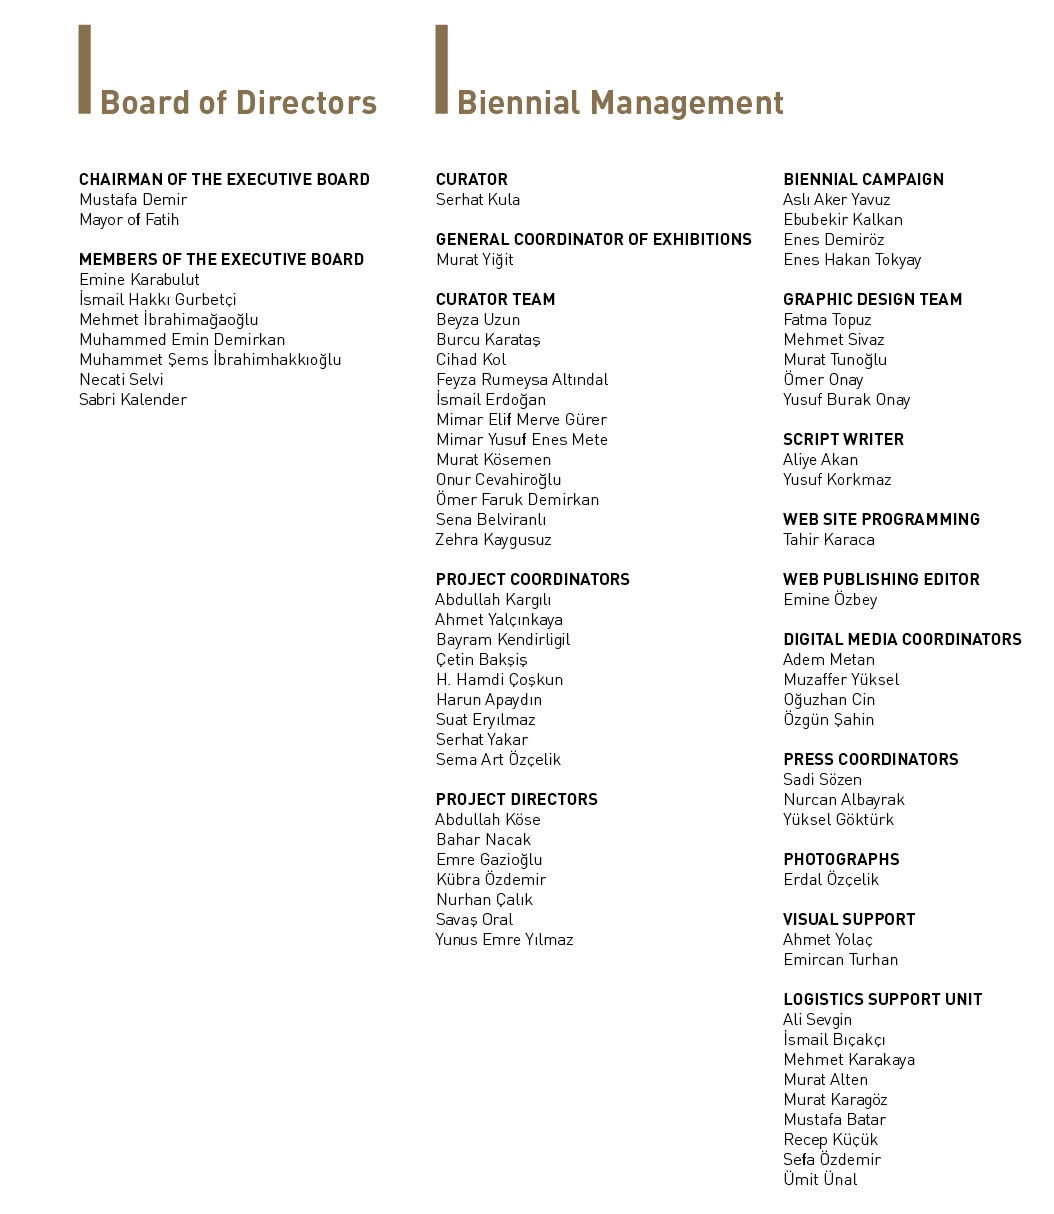 Board of Directors
CHAIRMAN OF THE EXECUTIVE BOARD
Mustafa Demir
Mayor of Fatih
MEMBERS OF THE EXECUTIVE BOARD
Emine Karabulut
İsmail Hakkı Gurbetçi
Mehmet İbrahimağaoğlu
Muhammed Emin Demirkan
Muhammet Şems İbrahimhakkıoğlu
Necati Selvi
Sabri Kalender
Biennial Management
CURATOR
Serhat Kula
GENERAL COORDINATOR OF EXHIBITIONS
Murat Yiğit
CURATOR TEAM
Beyza Uzun
Burcu Karataş
Cihad Kol
Feyza Rumeysa Altındal
İsmail Erdoğan
Mimar Elif Merve Gürer
Mimar Yusuf Enes Mete
Murat Kösemen
Onur Cevahiroğlu
Ömer Faruk Demirkan
Sena Belviranlı
Zehra Kaygusuz
PROJECT COORDINATORS
Abdullah Kargılı
Ahmet Yalçınkaya
Bayram Kendirligil
Çetin Bakşiş
H. Hamdi Çoşkun
Harun Apaydın
Suat Eryılmaz
Serhat Yakar
Sema Art Özçelik
PROJECT DIRECTORS
Abdullah Köse
Bahar Nacak
Emre Gazioğlu
Kübra Özdemir
Nurhan Çalık
Savaş Oral
Yunus Emre Yılmaz
BIENNIAL CAMPAIGN
Aslı Aker Yavuz
Ebubekir Kalkan
Enes Demiröz
Enes Hakan Tokyay
GRAPHIC DESIGN TEAM
Fatma Topuz
Mehmet Sivaz
Murat Tunoğlu
Ömer Onay
Yusuf Burak Onay
SCRIPT WRITER
Aliye Akan
Yusuf Korkmaz
WEB SITE PROGRAMMING
Tahir Karaca
WEB PUBLISHING EDITOR
Emine Özbey
DIGITAL MEDIA COORDINATORS
Adem Metan
Muzaffer Yüksel
Oğuzhan Cin
Özgün Şahin
PRESS COORDINATORS
Sadi Sözen
Nurcan Albayrak
Yüksel Göktürk
PHOTOGRAPHS
Erdal Özçelik
VISUAL SUPPORT
Ahmet Yolaç
Emircan Turhan
LOGISTICS SUPPORT UNIT
Ali Sevgin
İsmail Bıçakçı
Mehmet Karakaya
Murat Alten
Murat Karagöz
Mustafa Batar
Recep Küçük
Sefa Özdemir
Ümit Ünal